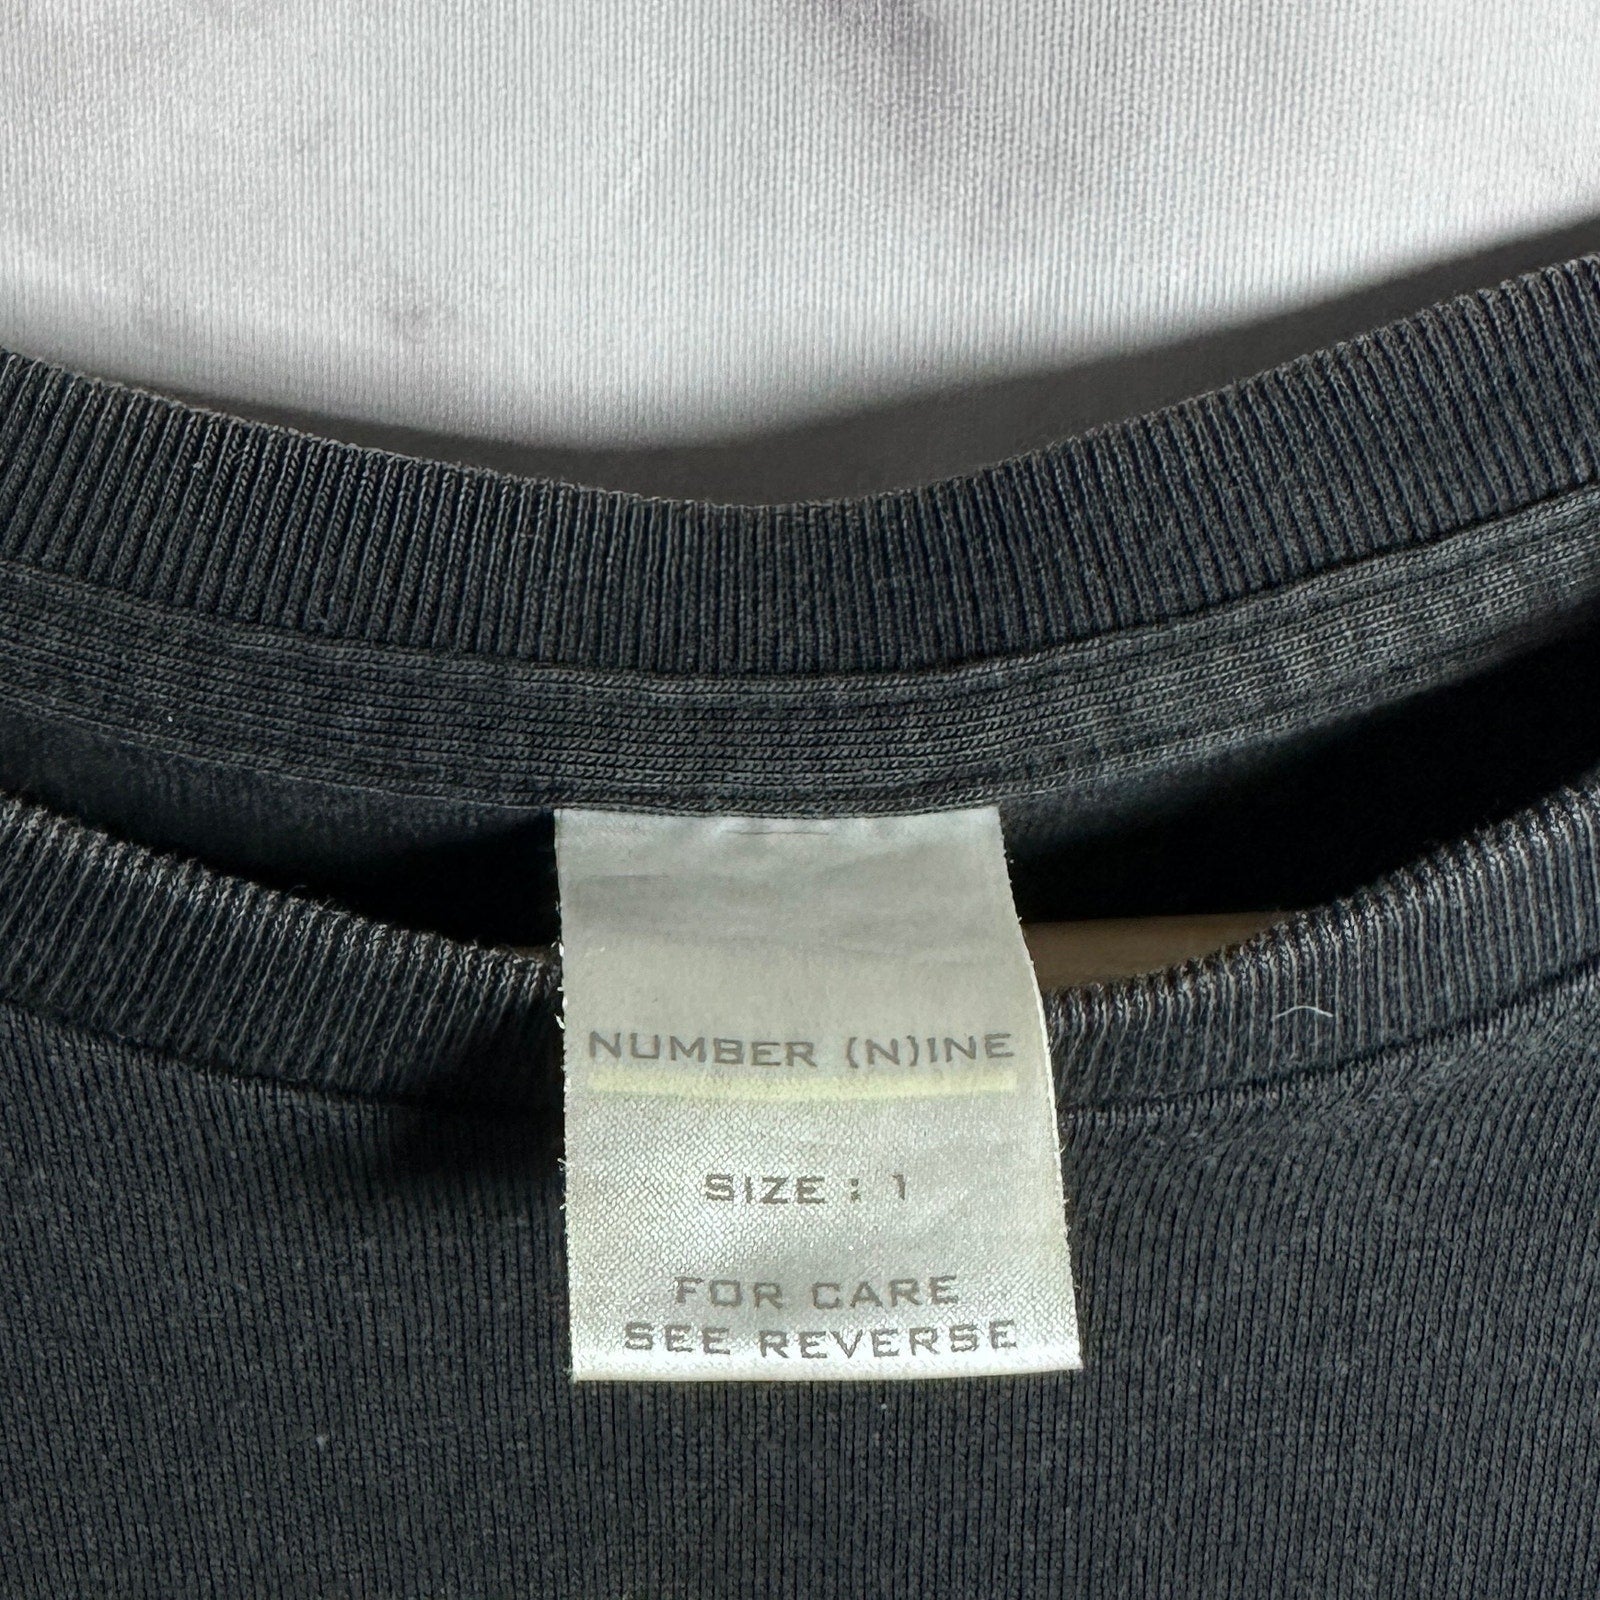 NUMBER (N)INE
SIZE : 1
FOR CARE
SEE REVERSE